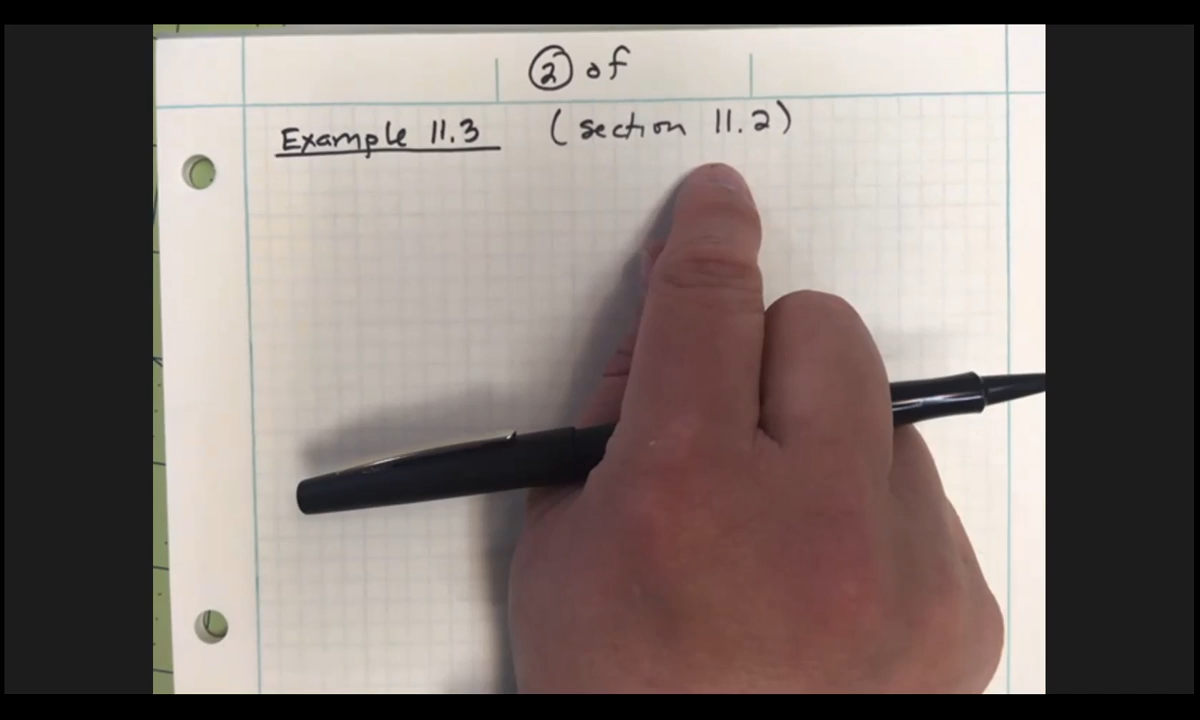 ② of
Example 11.3 (section 11.2)